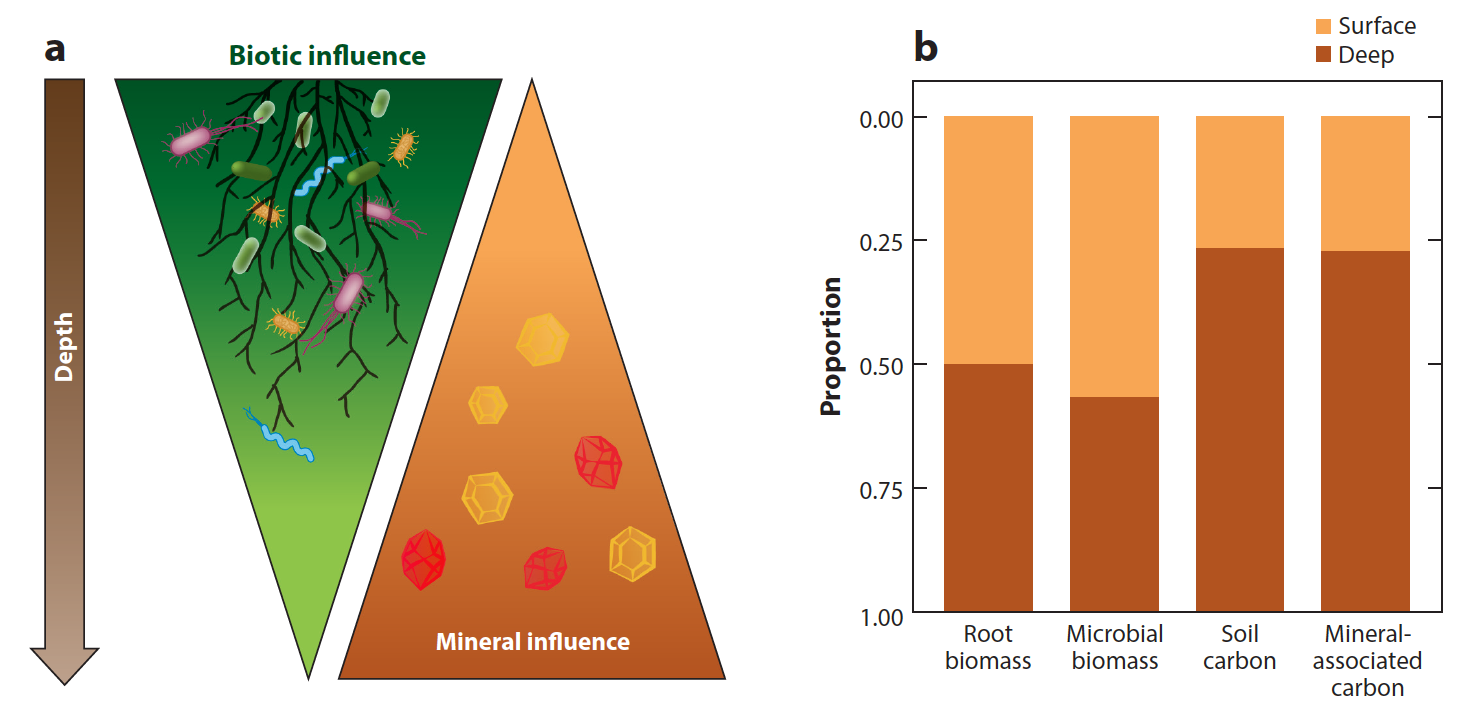 a
Biotic influence
Depth
Mineral influence
b
Surface
Deep
Proportion
0.00
0.25
0.50
0.75
1.00
Root
biomass
Microbial
biomass
Soil
carbon
Mineral-
associated
carbon